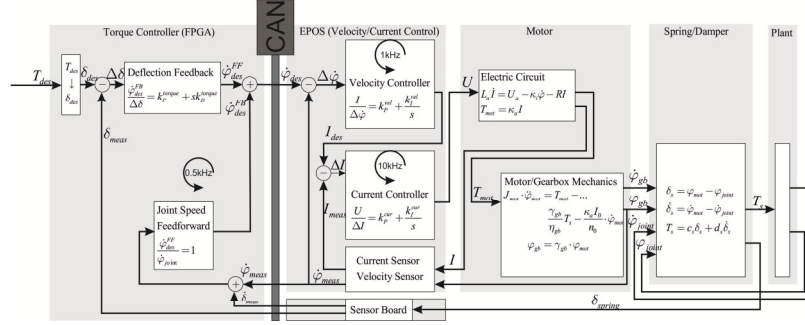 Torque Controller (FPGA)
CAN
EPOS (Velocity/Current Control)
Motor
Spring/Damper
Plant
T_des
T_des
↓
δ_des
δ_des
Δδ
Deflection Feedback
φ̇_des^FB / Δδ = k_P^torque + sk_D^torque
φ̇_des^FF
φ̇_des^FB
φ̇_des
Δφ̇
1kHz
Velocity Controller
I / Δφ̇ = k_P^vel + k_I^vel / s
U
Electric Circuit
L_a İ = U_a − κ_i φ̇ − RI
T_mot = κ_a I
δ_meas
0.5kHz
Joint Speed
Feedforward
φ̇_des^FF / φ̇_joint = 1
I_des
ΔI
I_meas
10kHz
Current Controller
U / ΔI = k_P^cur + k_I^cur / s
T_mot
Motor/Gearbox Mechanics
J_mot · φ̈_mot = T_mot − ...
γ_gb / η_gb T_s − κ_a I_0 / n_0 · φ̇_mot
φ_gb = γ_gb · φ_mot
φ̇_gb
φ_gb
φ̇_joint
φ_joint
δ_s = φ_mot − φ_joint
δ̇_s = φ̇_mot − φ̇_joint
T_s = c_s δ_s + d_s δ̇_s
T_s
φ̇_meas
δ̇_meas
φ̇_meas
Current Sensor
Velocity Sensor
I
Sensor Board
δ_spring